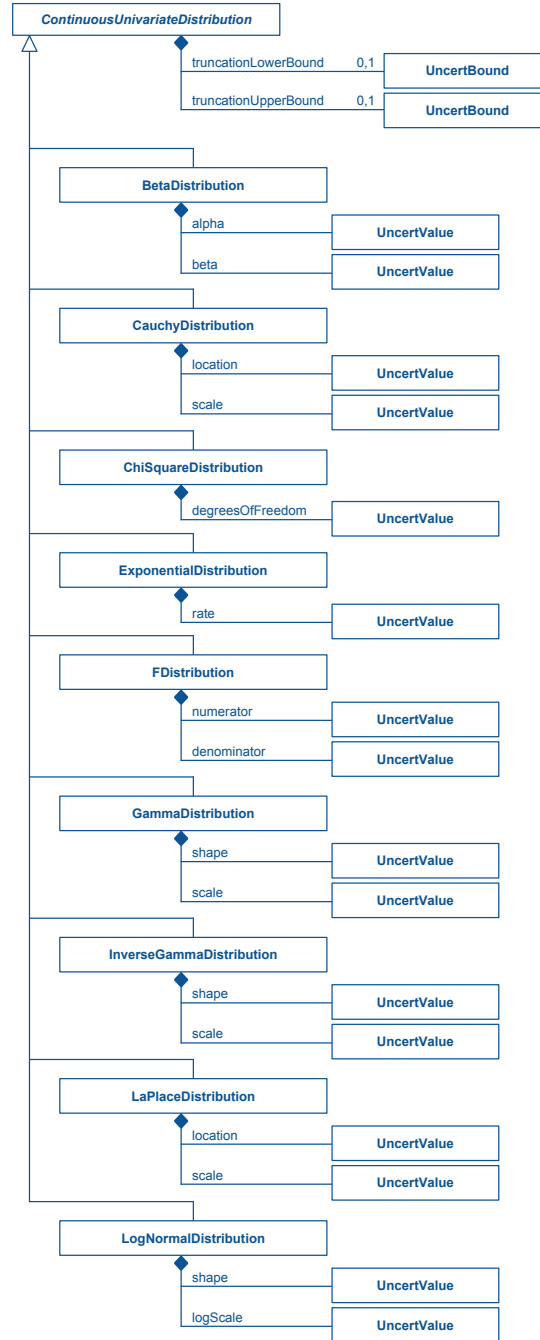 ContinuousUnivariateDistribution
truncationLowerBound 0,1
UncertBound
truncationUpperBound 0,1
UncertBound
BetaDistribution
alpha
UncertValue
beta
UncertValue
CauchyDistribution
location
UncertValue
scale
UncertValue
ChiSquareDistribution
degreesOfFreedom
UncertValue
ExponentialDistribution
rate
UncertValue
FDistribution
numerator
UncertValue
denominator
UncertValue
GammaDistribution
shape
UncertValue
scale
UncertValue
InverseGammaDistribution
shape
UncertValue
scale
UncertValue
LaPlaceDistribution
location
UncertValue
scale
UncertValue
LogNormalDistribution
shape
UncertValue
logScale
UncertValue